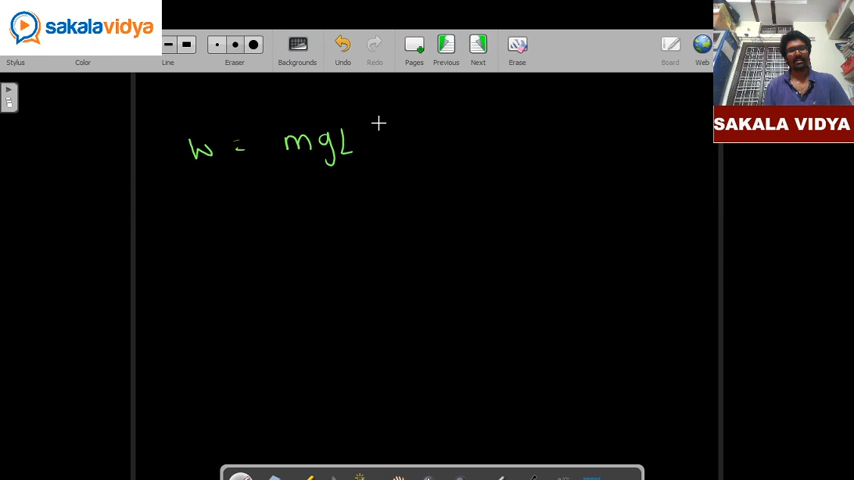 sakalavidya
Stylus Color Line Eraser Backgrounds Undo Redo Pages Previous Next Erase Board Web
SAKALA VIDYA
w = mgL